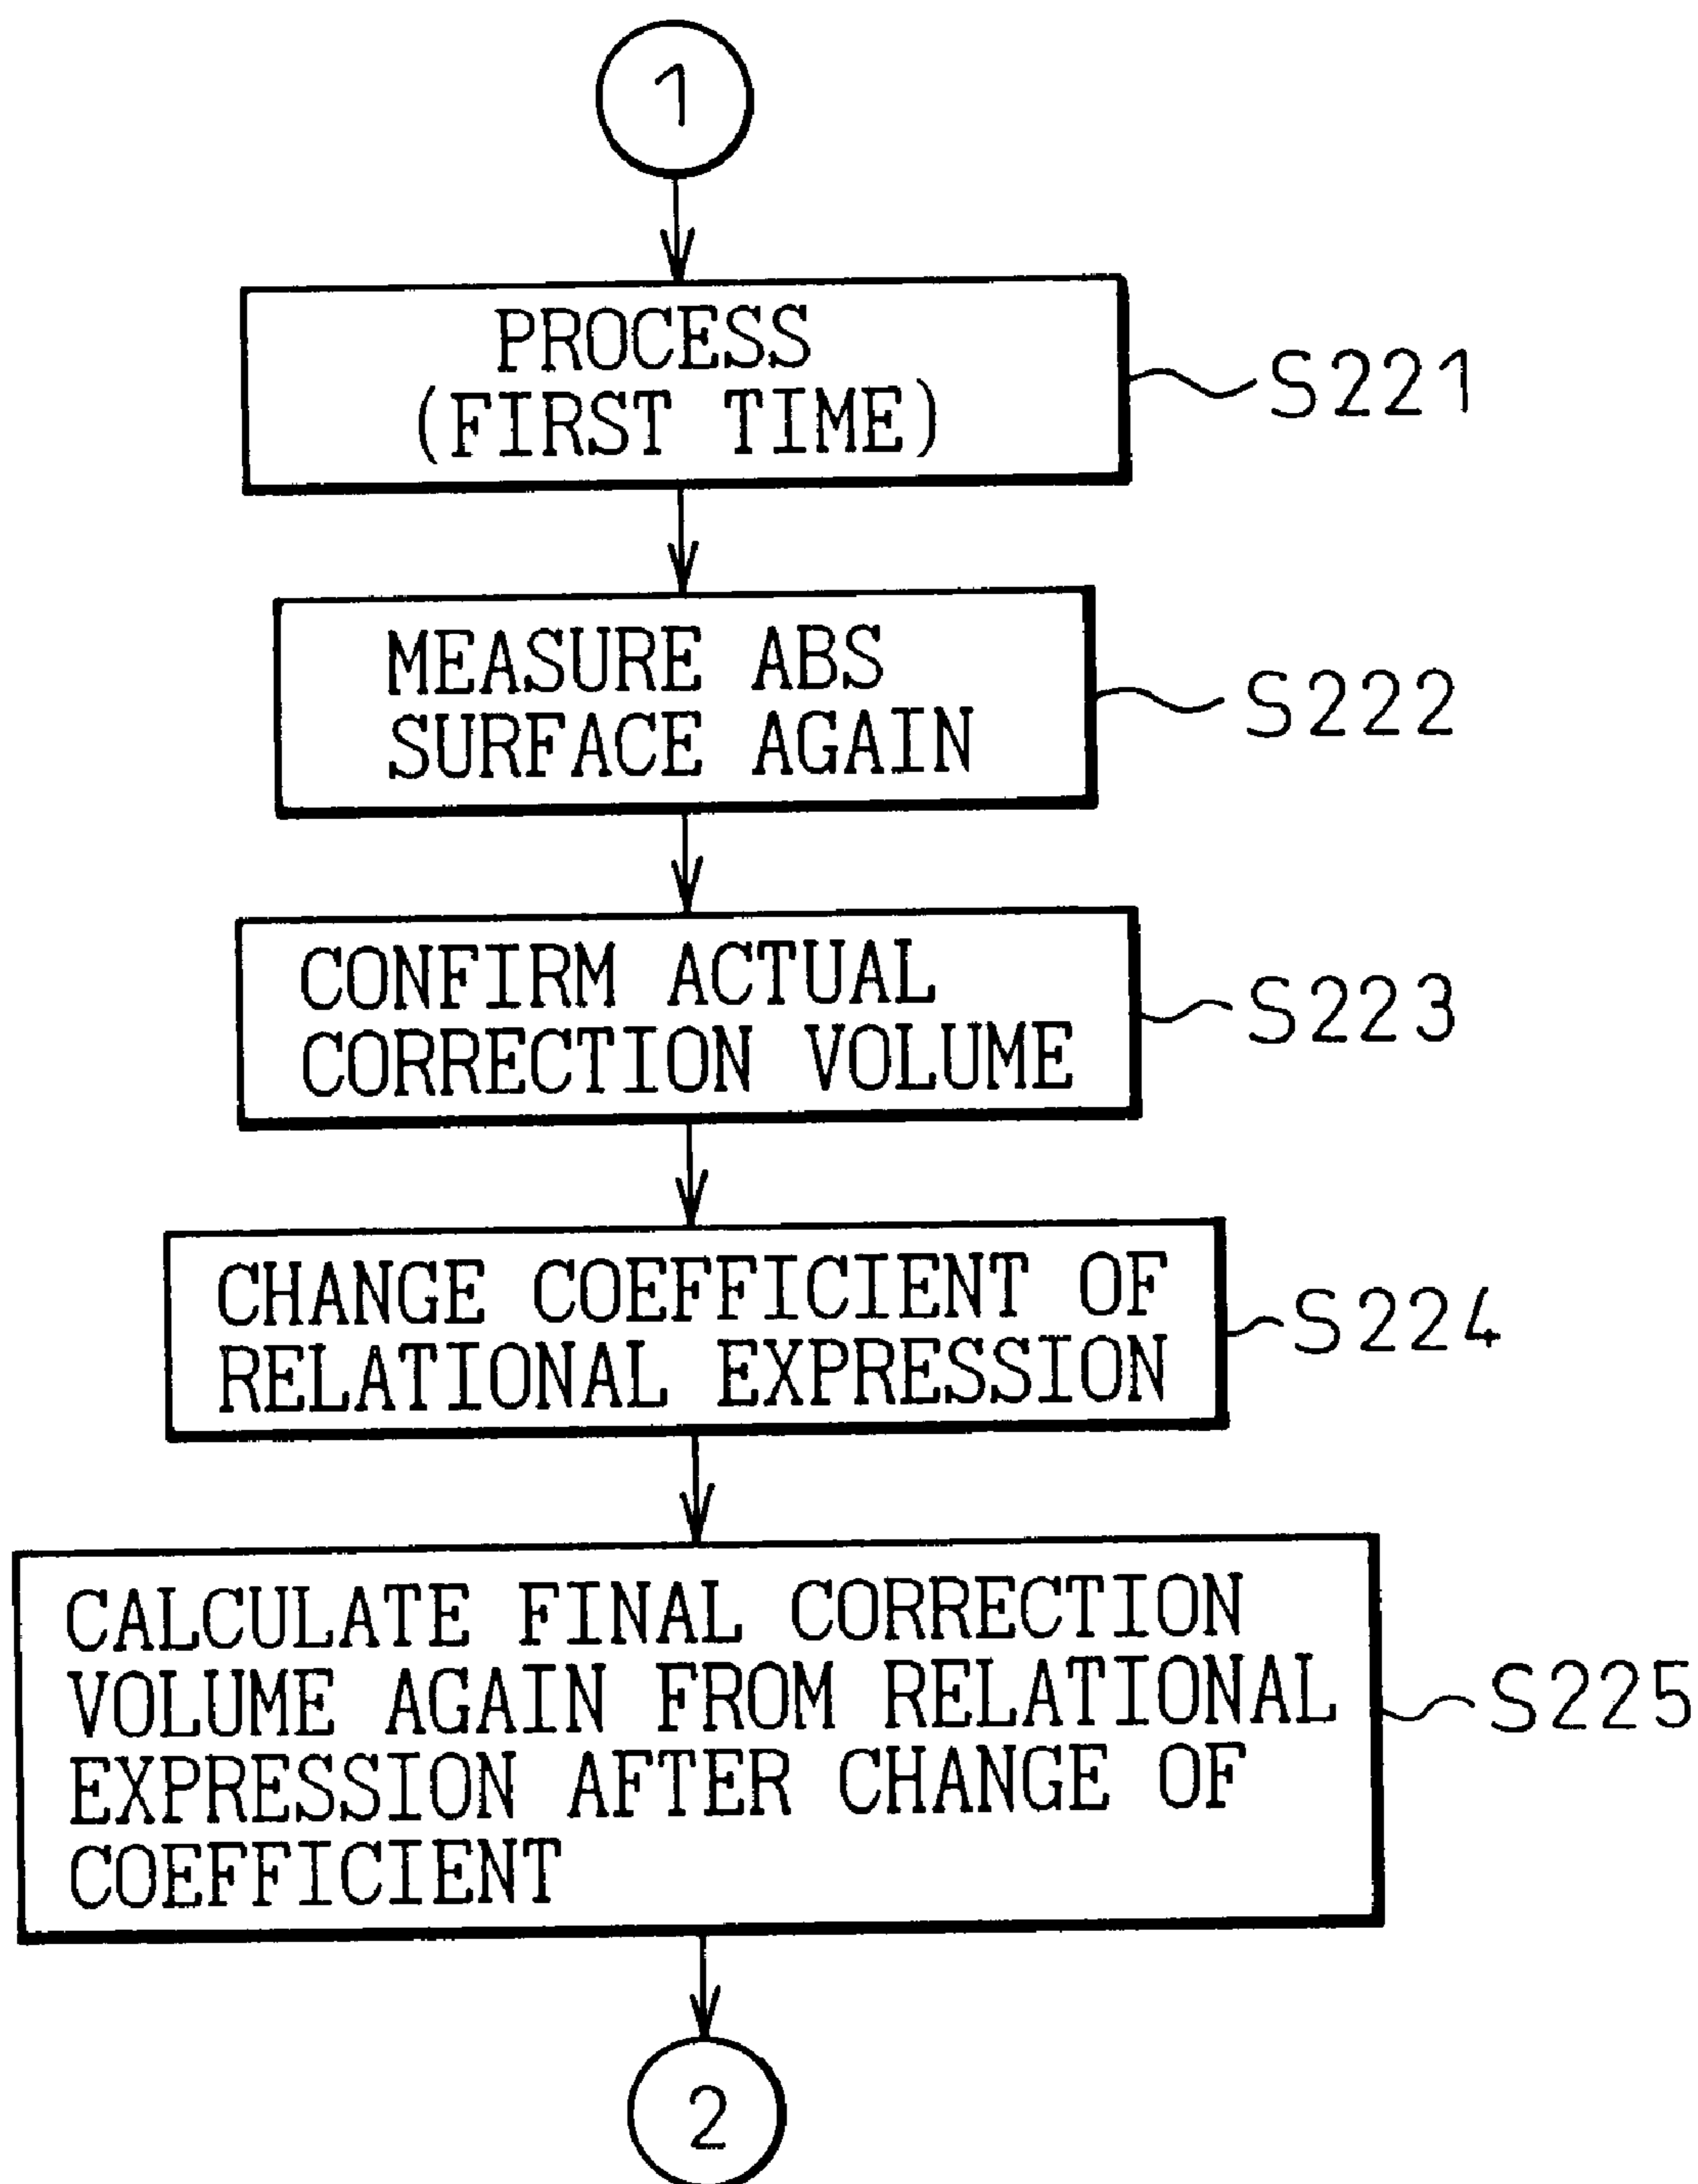 1
PROCESS
(FIRST TIME)
S221
MEASURE ABS
SURFACE AGAIN
S222
CONFIRM ACTUAL
CORRECTION VOLUME
S223
CHANGE COEFFICIENT OF
RELATIONAL EXPRESSION
S224
CALCULATE FINAL CORRECTION
VOLUME AGAIN FROM RELATIONAL
EXPRESSION AFTER CHANGE OF
COEFFICIENT
S225
2